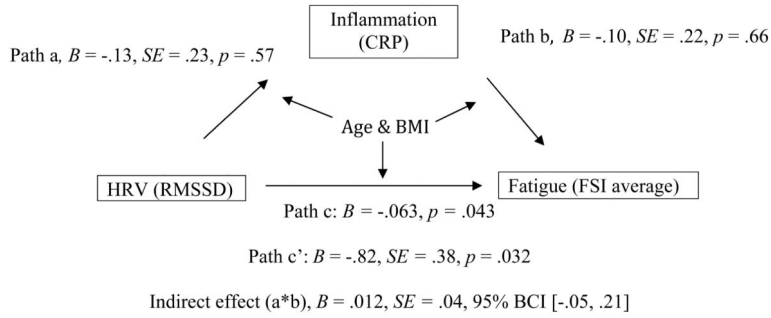 Inflammation
(CRP)
Path a, B = -.13, SE = .23, p = .57
Path b, B = -.10, SE = .22, p = .66
Age & BMI
HRV (RMSSD)
Fatigue (FSI average)
Path c: B = -.063, p = .043
Path c’: B = -.82, SE = .38, p = .032
Indirect effect (a*b), B = .012, SE = .04, 95% BCI [-.05, .21]